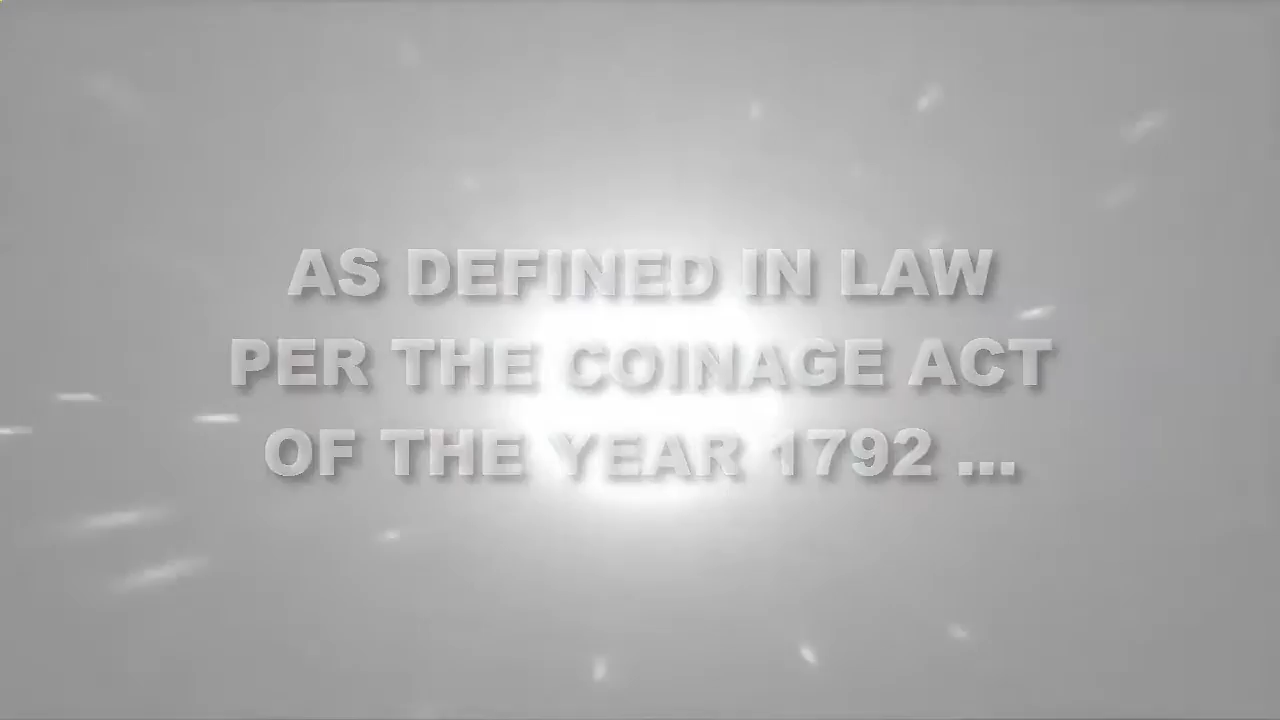 AS DEFINED IN LAW
PER THE COINAGE ACT
OF THE YEAR 1792 ...